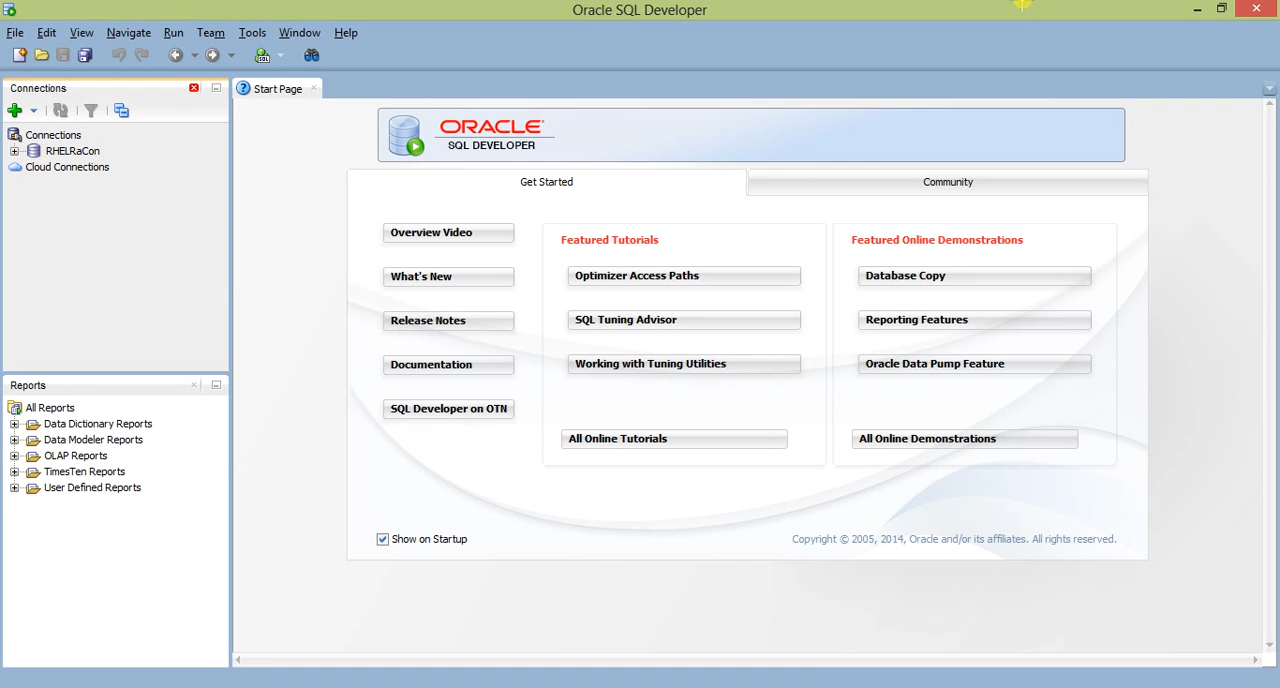 Oracle SQL Developer
File Edit View Navigate Run Team Tools Window Help
Connections
Connections
RHELRaCon
Cloud Connections
Reports
All Reports
Data Dictionary Reports
Data Modeler Reports
OLAP Reports
TimesTen Reports
User Defined Reports
Start Page
ORACLE
SQL DEVELOPER
Get Started
Community
Overview Video
What's New
Release Notes
Documentation
SQL Developer on OTN
Featured Tutorials
Optimizer Access Paths
SQL Tuning Advisor
Working with Tuning Utilities
All Online Tutorials
Featured Online Demonstrations
Database Copy
Reporting Features
Oracle Data Pump Feature
All Online Demonstrations
Show on Startup
Copyright © 2005, 2014, Oracle and/or its affiliates. All rights reserved.